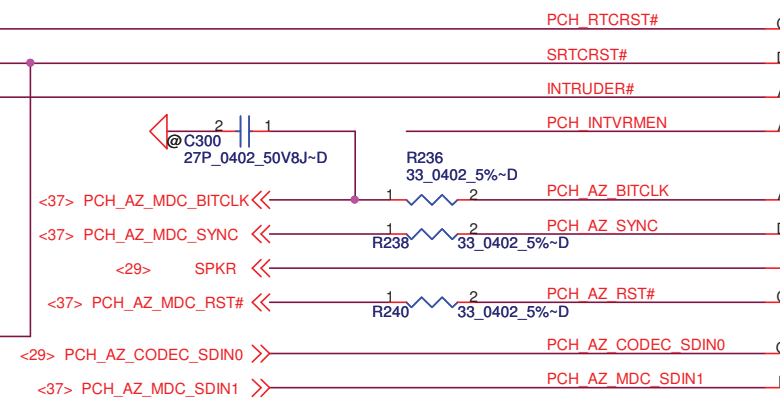 PCH_RTCRST#
SRTCRST#
INTRUDER#
PCH_INTVRMEN
2 1
@ C300
27P_0402_50V8J~D
R236
33_0402_5%~D
<37> PCH_AZ_MDC_BITCLK 1 2 PCH_AZ_BITCLK
<37> PCH_AZ_MDC_SYNC 1 2 PCH_AZ_SYNC
R238 33_0402_5%~D
<29> SPKR
<37> PCH_AZ_MDC_RST# 1 2 PCH_AZ_RST#
R240 33_0402_5%~D
<29> PCH_AZ_CODEC_SDIN0 PCH_AZ_CODEC_SDIN0
<37> PCH_AZ_MDC_SDIN1 PCH_AZ_MDC_SDIN1